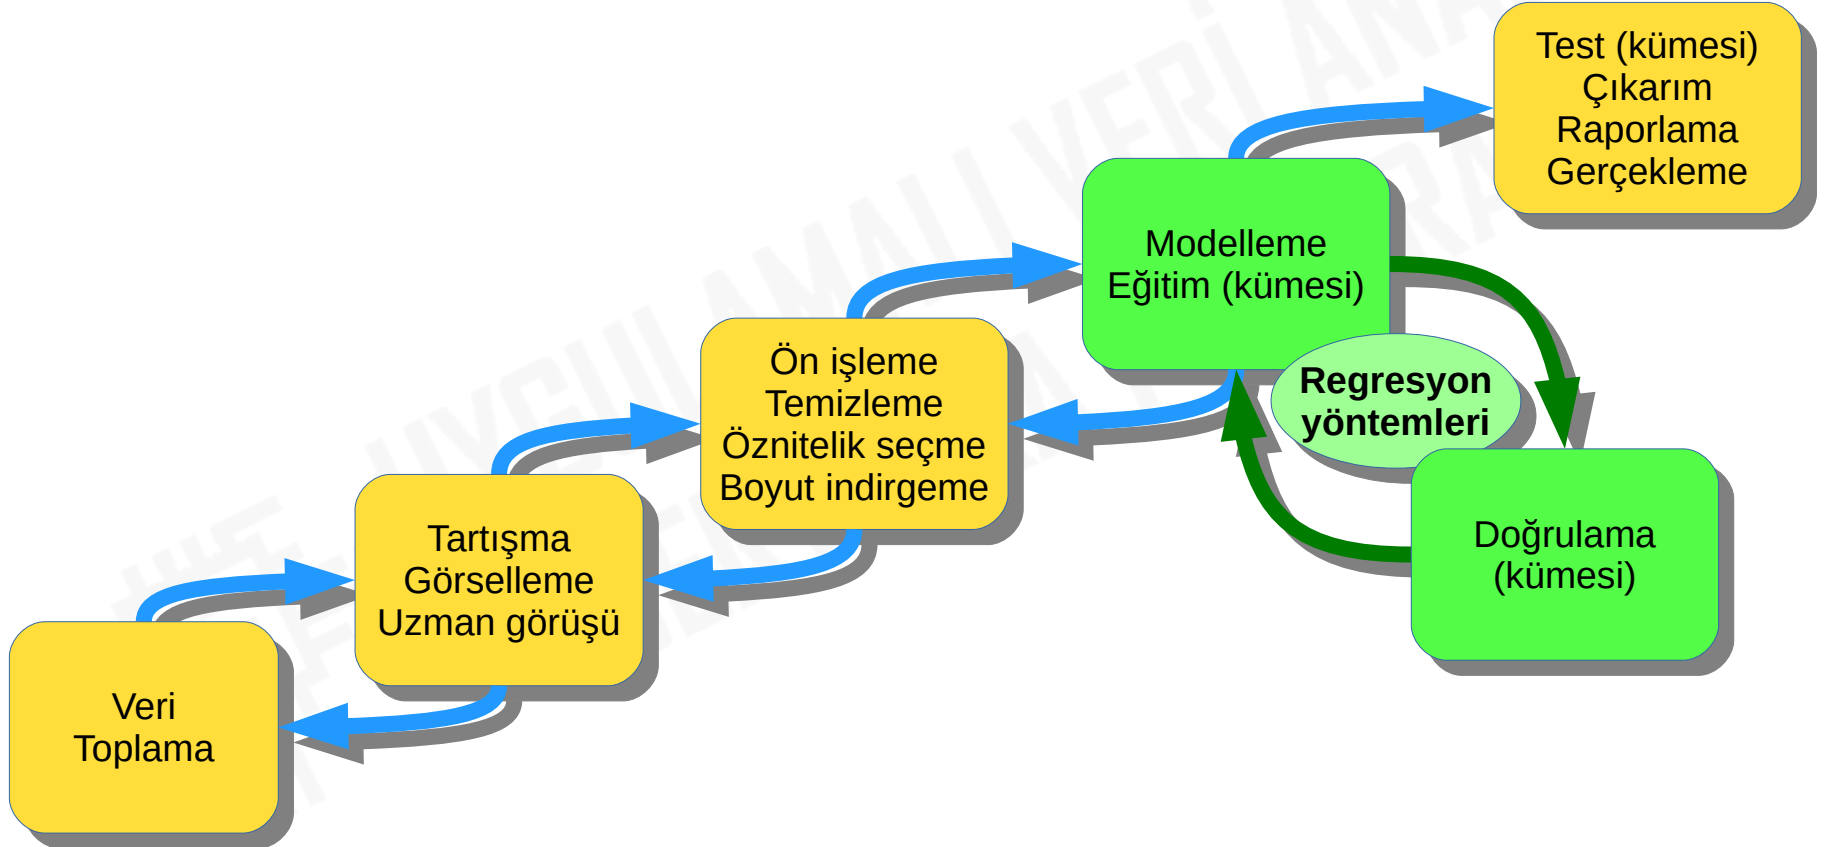 Test (kümesi)
Çıkarım
Raporlama
Gerçekleme
Modelleme
Eğitim (kümesi)
Regresyon
yöntemleri
Doğrulama
(kümesi)
Ön işleme
Temizleme
Öznitelik seçme
Boyut indirgeme
Tartışma
Görselleme
Uzman görüşü
Veri
Toplama